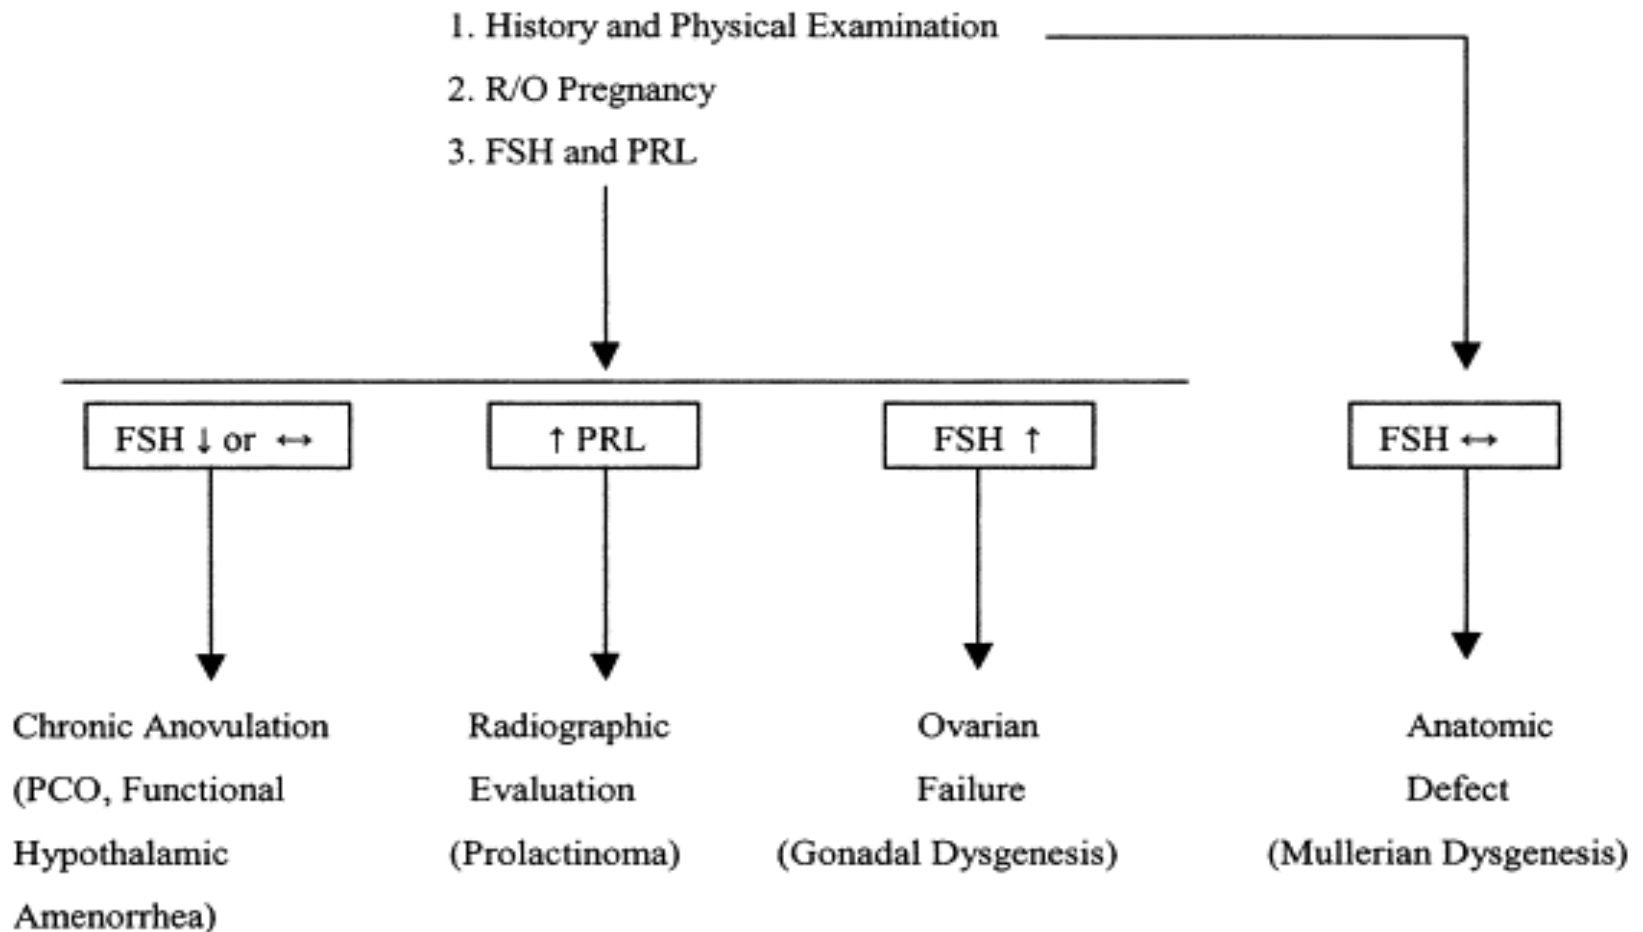 1. History and Physical Examination
2. R/O Pregnancy
3. FSH and PRL
FSH ↓ or ↔
↑ PRL
FSH ↑
FSH ↔
Chronic Anovulation
(PCO, Functional
Hypothalamic
Amenorrhea)
Radiographic
Evaluation
(Prolactinoma)
Ovarian
Failure
(Gonadal Dysgenesis)
Anatomic
Defect
(Mullerian Dysgenesis)